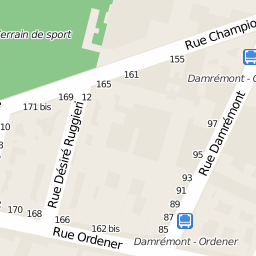 Terrain de sport
Rue Champio
155
161
Damrémont - O
165
169
12
171 bis
97
10
Rue Damrémont
Rue Désiré Ruggieri
95
93
91
89
170
168
166
162 bis
87
85
Rue Ordener
Damrémont - Ordener